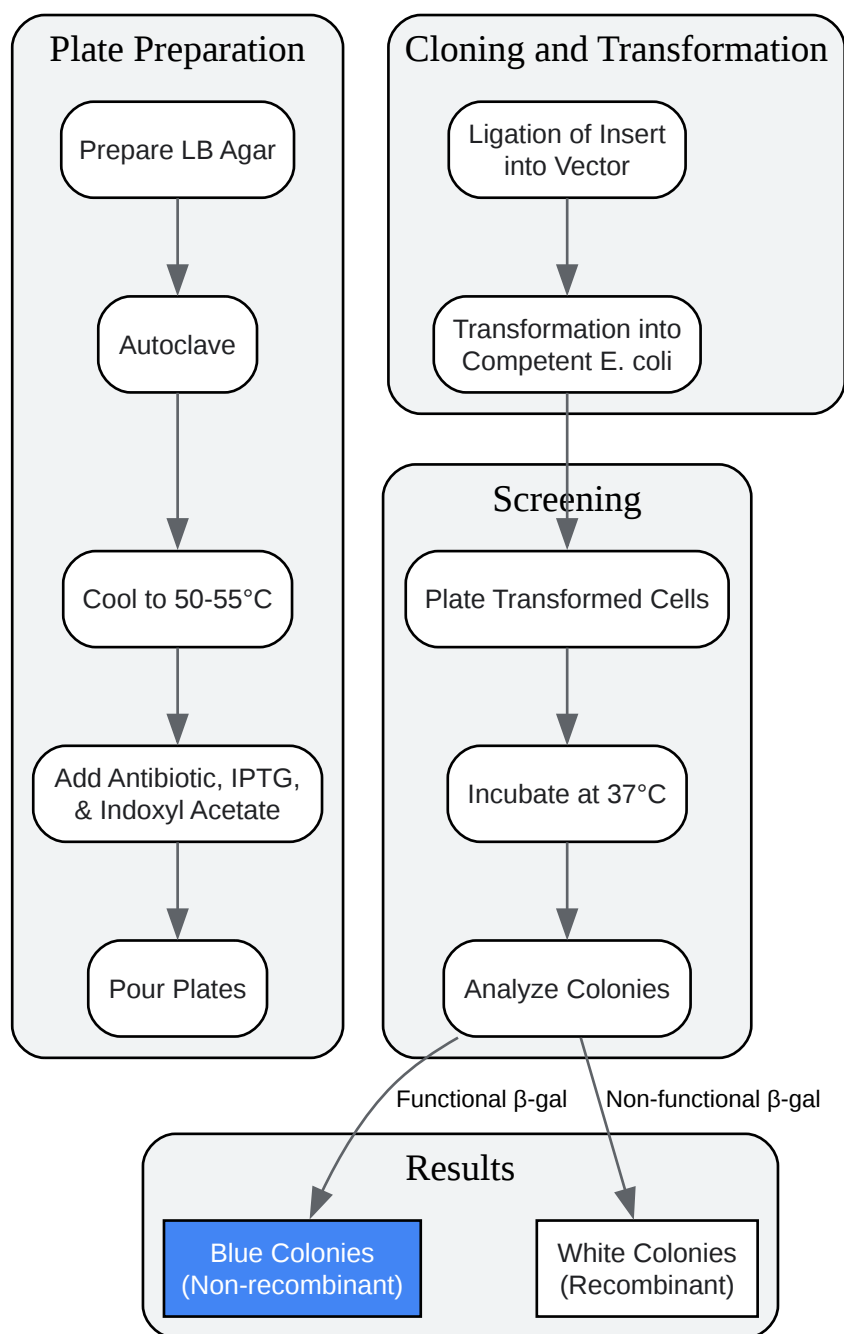 Plate Preparation
Prepare LB Agar
Autoclave
Cool to 50-55°C
Add Antibiotic, IPTG,
& Indoxyl Acetate
Pour Plates
Cloning and Transformation
Ligation of Insert
into Vector
Transformation into
Competent E. coli
Screening
Plate Transformed Cells
Incubate at 37°C
Analyze Colonies
Functional β-gal
Non-functional β-gal
Results
Blue Colonies
(Non-recombinant)
White Colonies
(Recombinant)